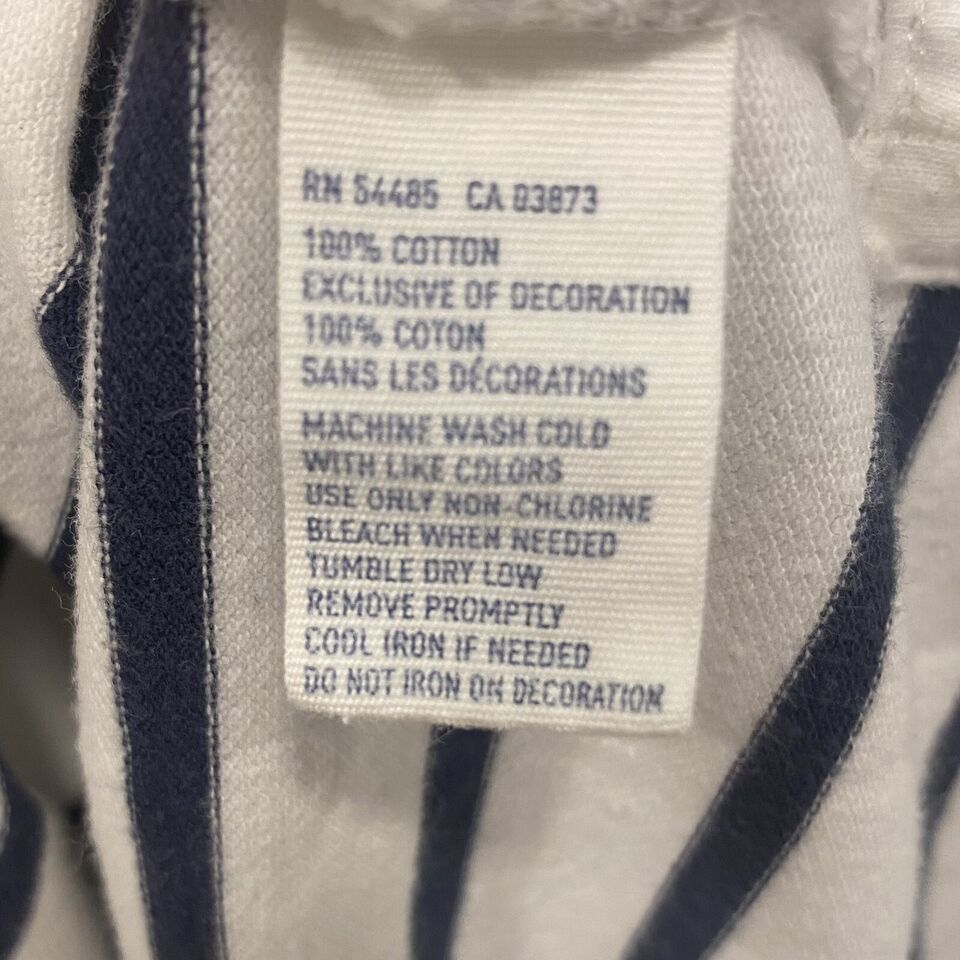 RN 54485 CA 03873
100% COTTON
EXCLUSIVE OF DECORATION
100% COTON
SANS LES DÉCORATIONS
MACHINE WASH COLD
WITH LIKE COLORS
USE ONLY NON-CHLORINE
BLEACH WHEN NEEDED
TUMBLE DRY LOW
REMOVE PROMPTLY
COOL IRON IF NEEDED
DO NOT IRON ON DECORATION